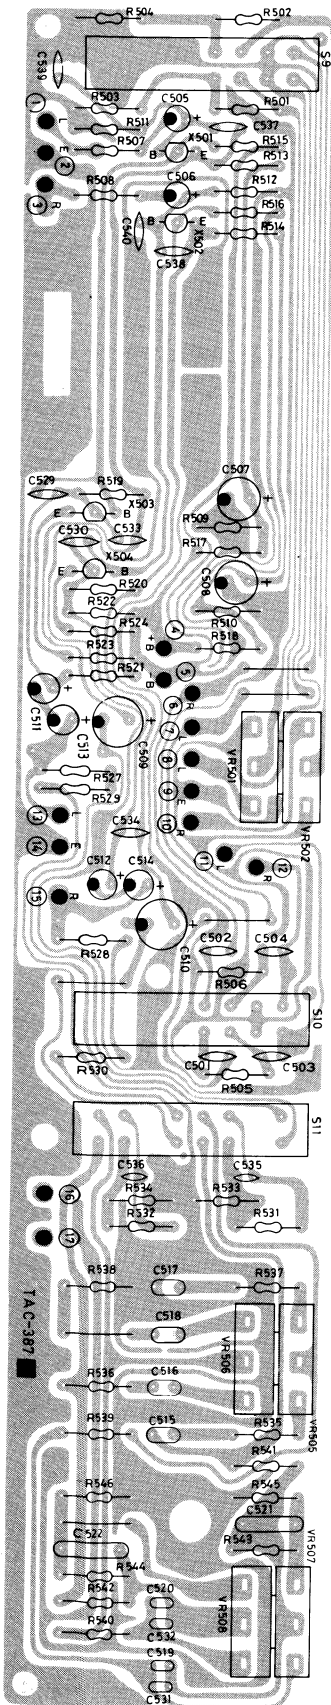 R504
R502
S9
C539
R503
C505
+
R501
1
L
R511
C537
X501
R515
R507
B
E
R513
E
2
C506
R508
+
R512
R
3
R516
B
E
X502
R514
C540
C538
C507
C529
R519
X503
+
E
B
R509
C530
C533
R517
X504
E
B
C508
+
R520
R522
R510
R524
4
R518
+B
R523
R521
5
-B
6
R
+
C511
+
C513
C509
+
7
L
8
L
VR501
R527
9
E
R529
13
L
10
R
VR502
C534
14
E
11
L
12
R
C512
C514
15
R
+
+
C510
+
C502
C504
R528
R506
S10
R530
C501
C503
R505
S11
C536
C535
16
R534
R533
R532
R531
17
R538
C517
R537
TAC-387
C518
VR506
R536
C516
VR505
R539
C515
R535
R541
R546
R545
C521
C522
R543
VR507
R544
R542
C520
VR508
R540
C532
C519
C531